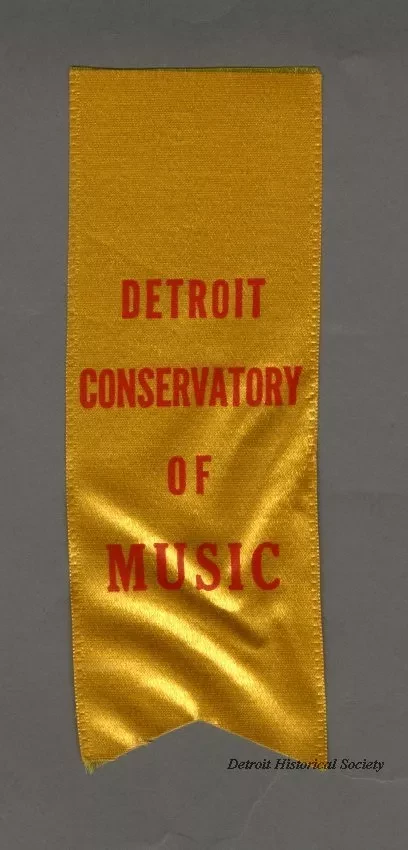 DETROIT
CONSERVATORY
OF
MUSIC
Detroit Historical Society